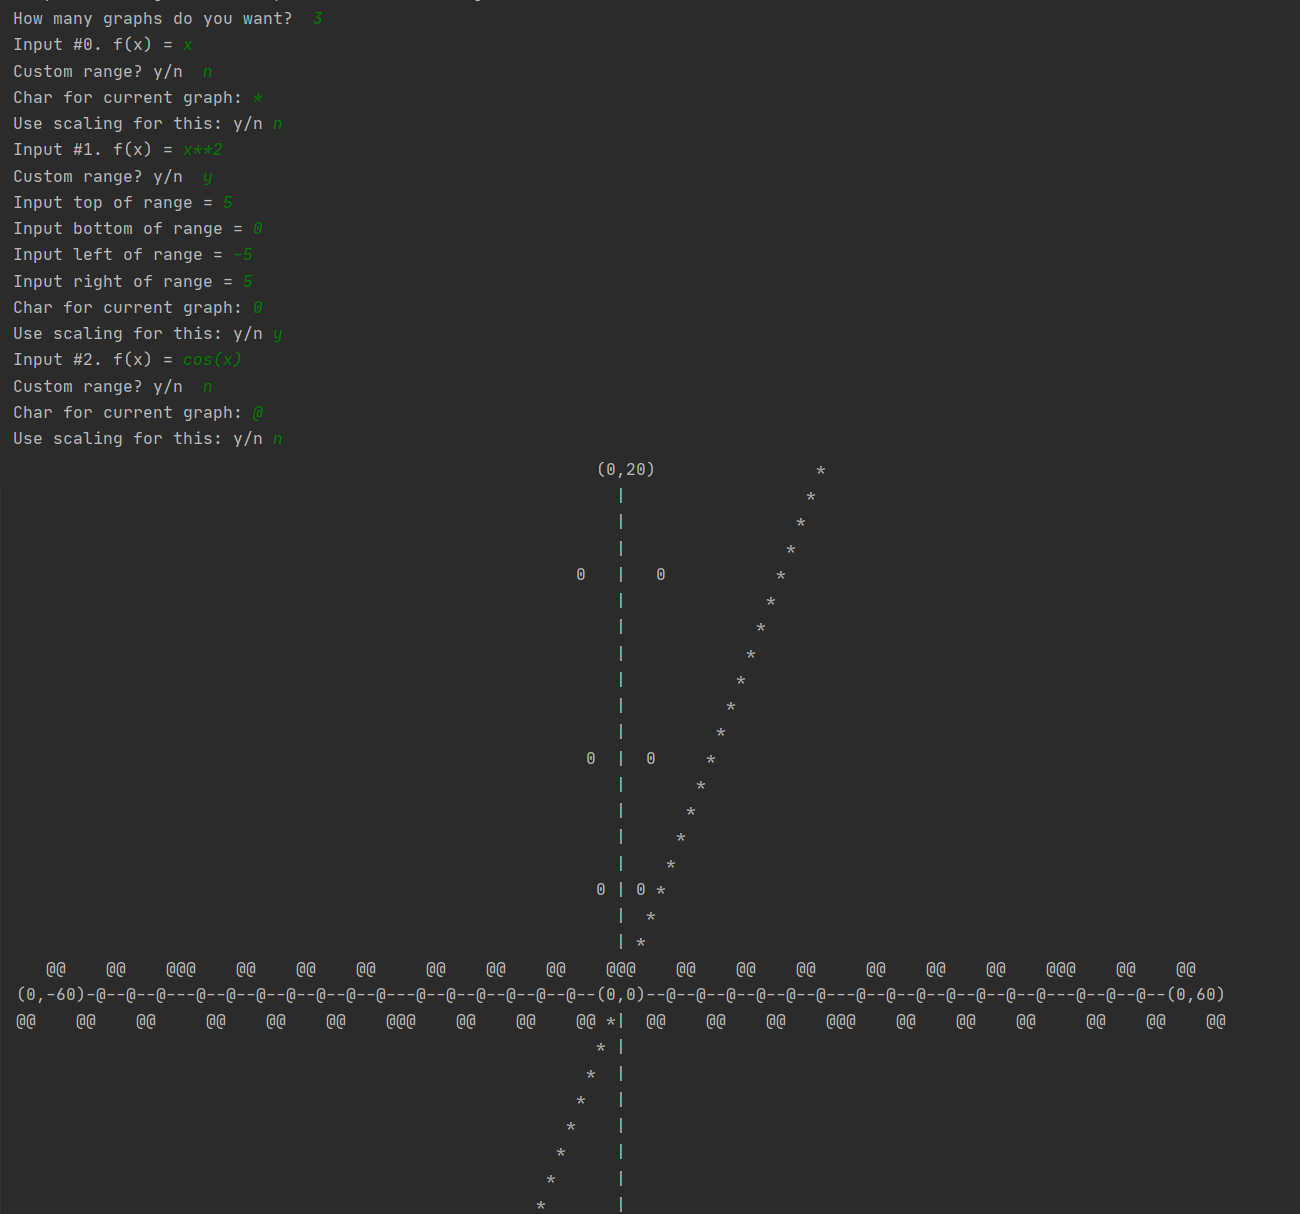 How many graphs do you want?  3
Input #0. f(x) = x
Custom range? y/n  n
Char for current graph: *
Use scaling for this: y/n n
Input #1. f(x) = x**2
Custom range? y/n  y
Input top of range = 5
Input bottom of range = 0
Input left of range = -5
Input right of range = 5
Char for current graph: 0
Use scaling for this: y/n y
Input #2. f(x) = cos(x)
Custom range? y/n  n
Char for current graph: @
Use scaling for this: y/n n
(0,20)                *
|                  *
|                 *
|                *
0   |   0           *
|              *
|             *
|            *
|           *
|          *
|         *
0  |  0     *
|       *
|      *
|     *
|    *
0 | 0 *
|  *
| *
@@    @@    @@@    @@    @@    @@     @@    @@    @@    @@@    @@    @@    @@     @@    @@    @@    @@@    @@    @@
(0,-60)-@--@--@---@--@--@--@--@--@--@---@--@--@--@--@--@--(0,0)--@--@--@--@--@--@---@--@--@--@--@--@--@---@--@--@--(0,60)
@@    @@    @@     @@    @@    @@    @@@    @@    @@    @@ *|  @@    @@    @@    @@@    @@    @@    @@     @@    @@    @@
* |
*  |
*   |
*    |
*     |
*      |
*       |